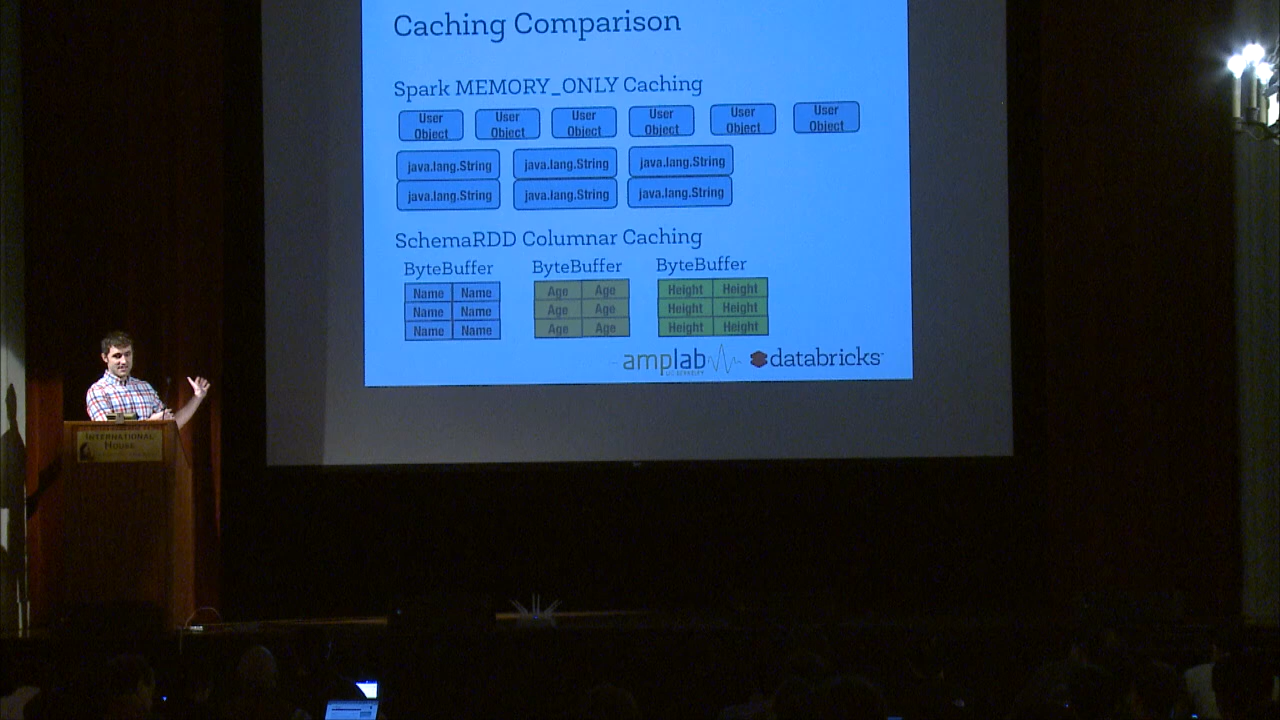 Caching Comparison
Spark MEMORY_ONLY Caching
User Object User Object User Object User Object User Object User Object
java.lang.String java.lang.String java.lang.String
java.lang.String java.lang.String java.lang.String
SchemaRDD Columnar Caching
ByteBuffer ByteBuffer ByteBuffer
Name Name Age Age Height Height
Name Name Age Age Height Height
Name Name Age Age Height Height
amplab databricks
INTERNATIONAL
HOUSE